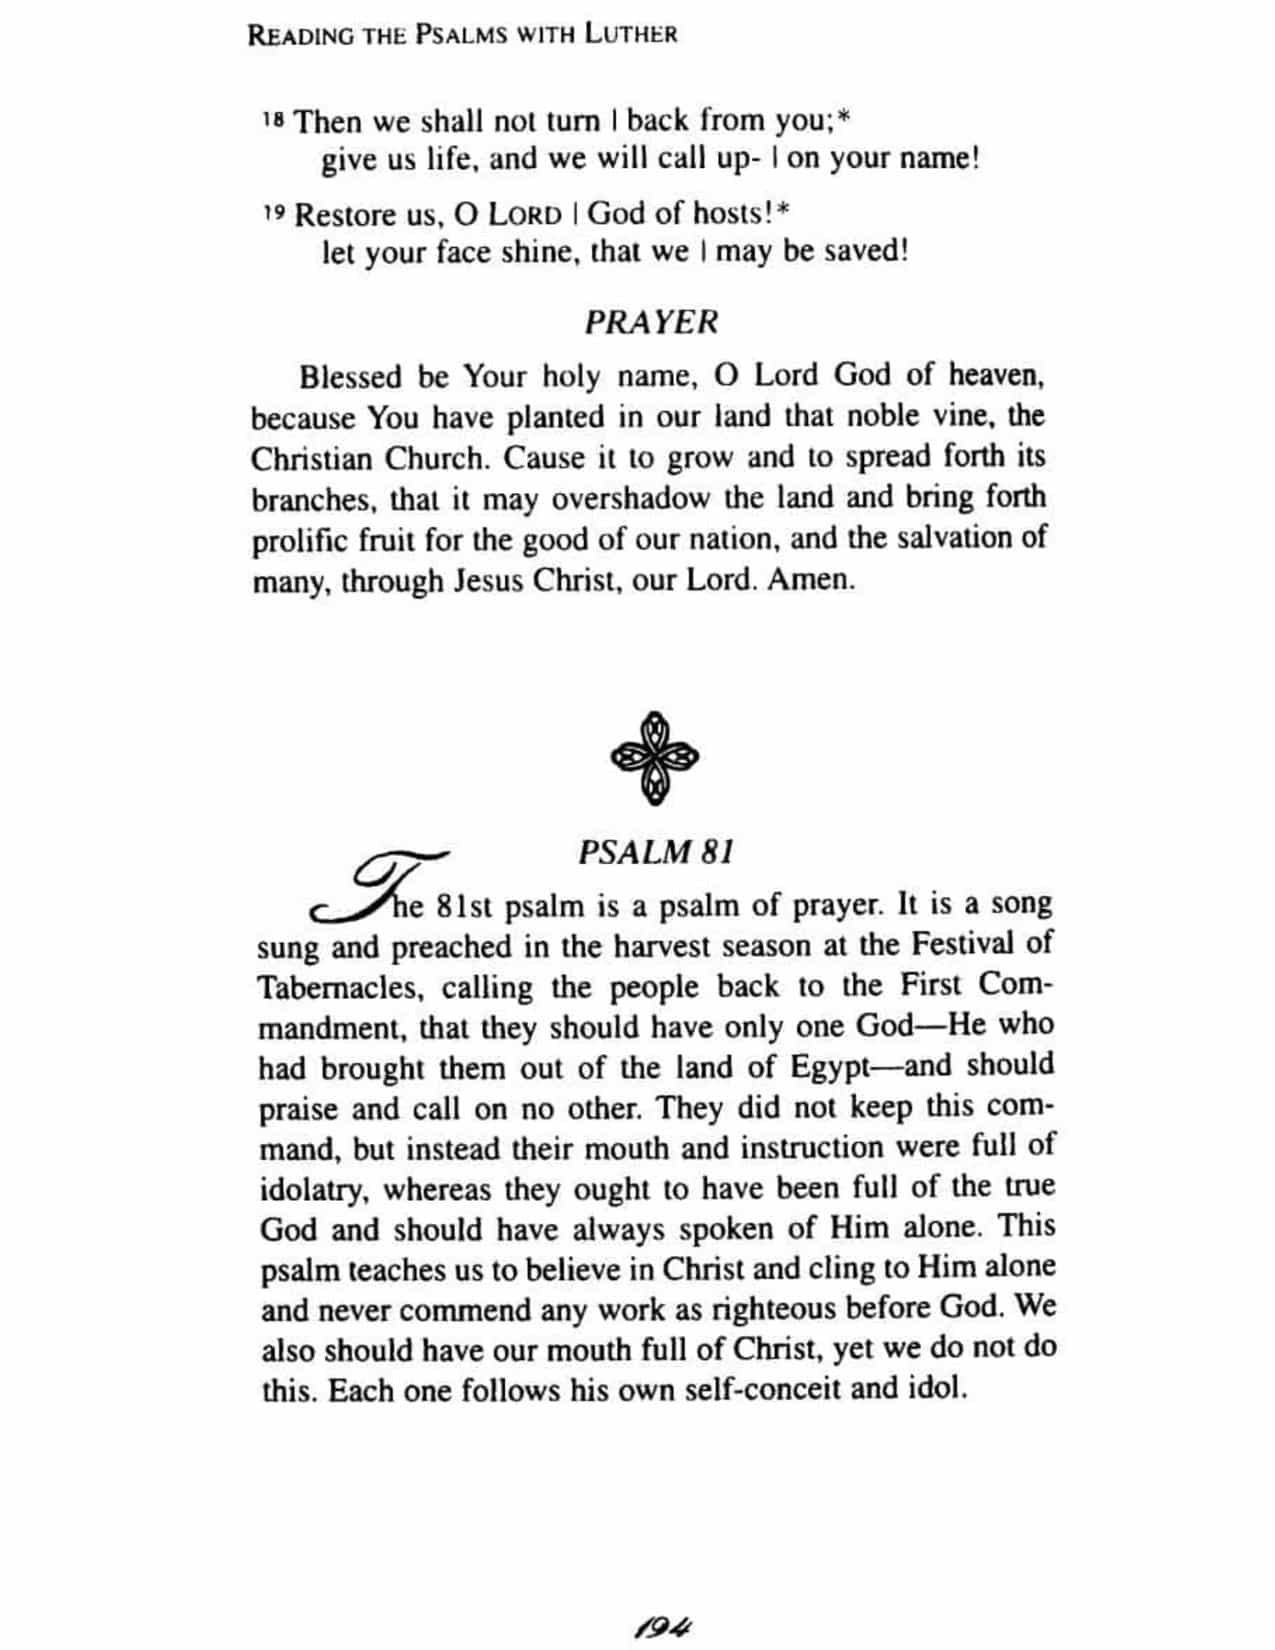 READING THE PSALMS WITH LUTHER
18 Then we shall not turn | back from you;*
give us life, and we will call up- | on your name!
19 Restore us, O LORD | God of hosts!*
let your face shine, that we | may be saved!
PRAYER
Blessed be Your holy name, O Lord God of heaven,
because You have planted in our land that noble vine, the
Christian Church. Cause it to grow and to spread forth its
branches, that it may overshadow the land and bring forth
prolific fruit for the good of our nation, and the salvation of
many, through Jesus Christ, our Lord. Amen.
PSALM 81
The 81st psalm is a psalm of prayer. It is a song
sung and preached in the harvest season at the Festival of
Tabernacles, calling the people back to the First Com-
mandment, that they should have only one God—He who
had brought them out of the land of Egypt—and should
praise and call on no other. They did not keep this com-
mand, but instead their mouth and instruction were full of
idolatry, whereas they ought to have been full of the true
God and should have always spoken of Him alone. This
psalm teaches us to believe in Christ and cling to Him alone
and never commend any work as righteous before God. We
also should have our mouth full of Christ, yet we do not do
this. Each one follows his own self-conceit and idol.
194